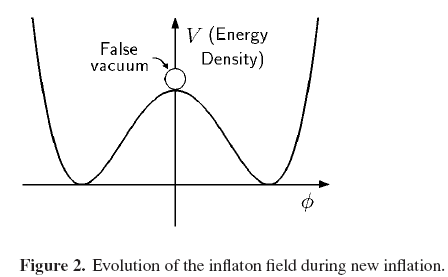 V (Energy
Density)
False
vacuum
ϕ
Figure 2. Evolution of the inflaton field during new inflation.